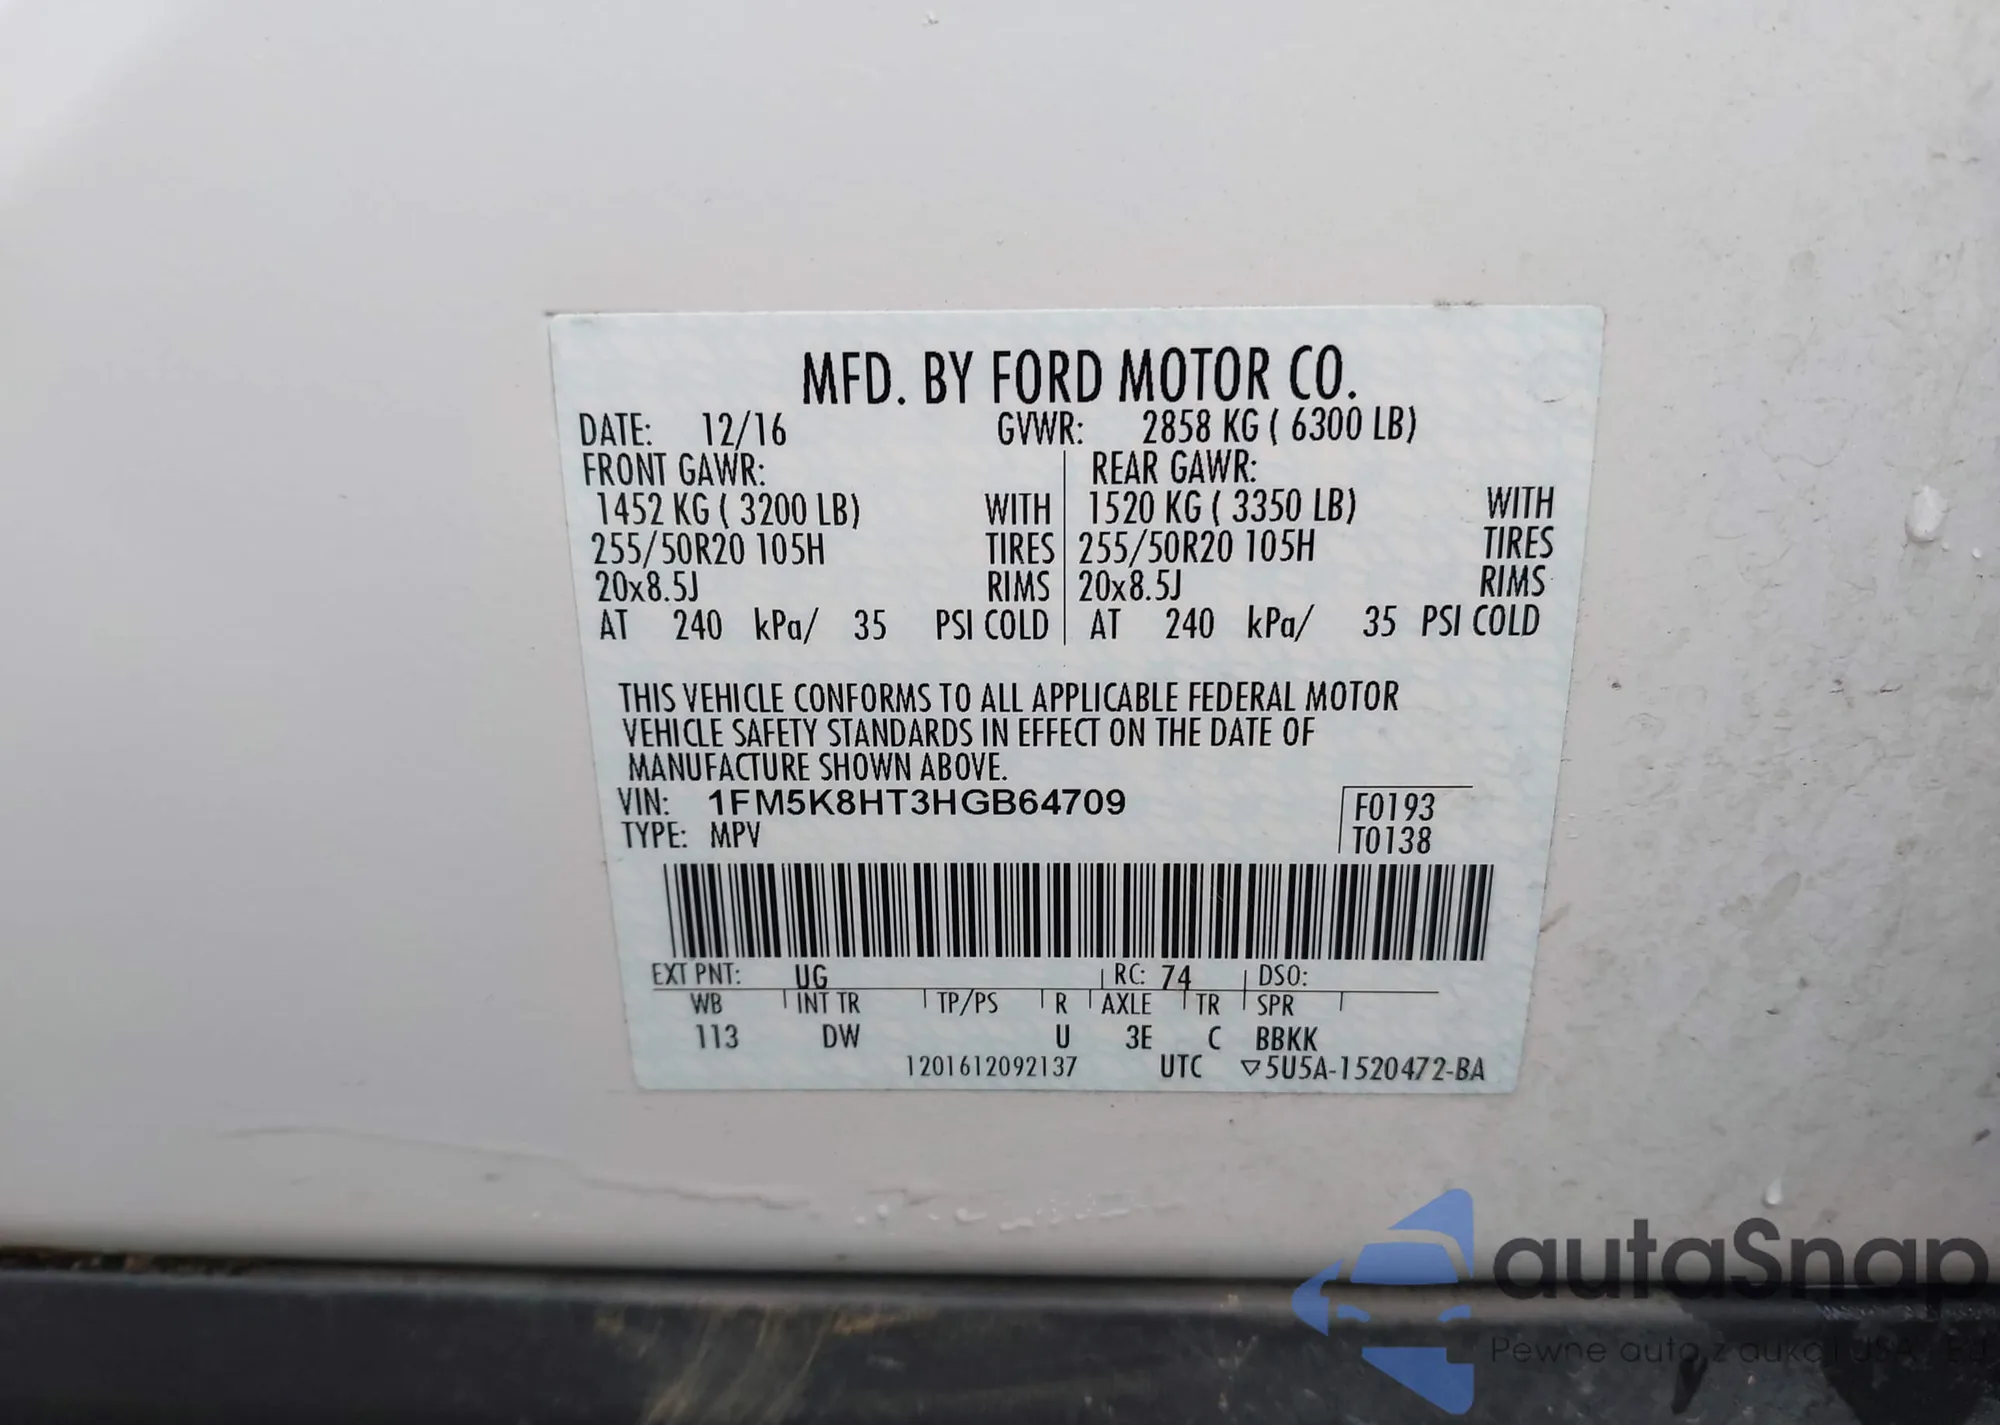 MFD. BY FORD MOTOR CO.
DATE: 12/16 GVWR: 2858 KG ( 6300 LB)
FRONT GAWR: REAR GAWR:
1452 KG ( 3200 LB) WITH 1520 KG ( 3350 LB) WITH
255/50R20 105H TIRES 255/50R20 105H TIRES
20x8.5J RIMS 20x8.5J RIMS
AT 240 kPa/ 35 PSI COLD AT 240 kPa/ 35 PSI COLD
THIS VEHICLE CONFORMS TO ALL APPLICABLE FEDERAL MOTOR
VEHICLE SAFETY STANDARDS IN EFFECT ON THE DATE OF
MANUFACTURE SHOWN ABOVE.
VIN: 1FM5K8HT3HGB64709 F0193
TYPE: MPV T0138
EXT PNT: UG RC: 74 DSO:
WB INT TR TP/PS R AXLE TR SPR
113 DW U 3E C BBKK
1201612092137 UTC ▽5U5A-1520472-BA
autaSnap
Pewne auta z aukcji USA / EU